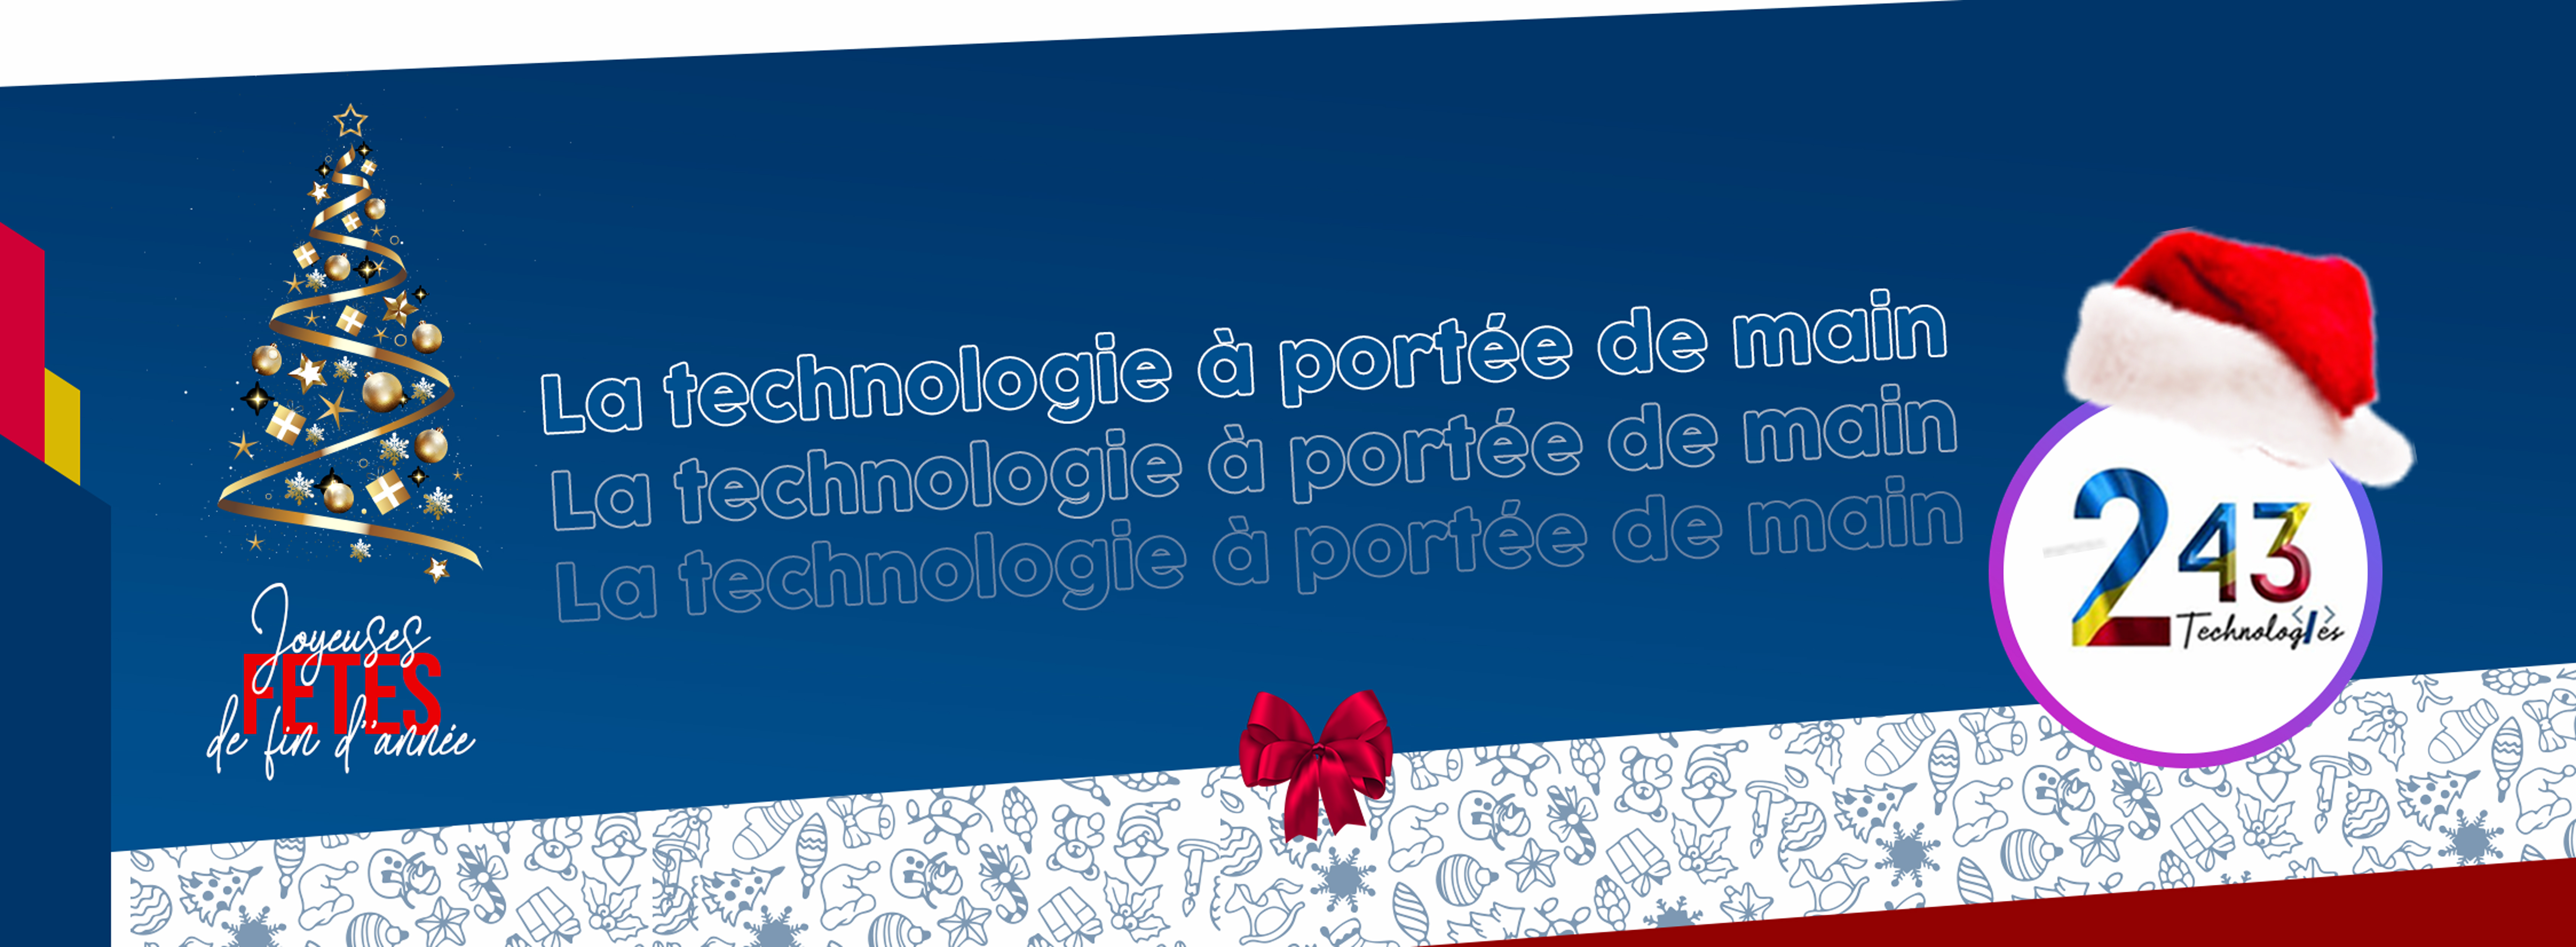 La technologie à portée de main
La technologie à portée de main
La technologie à portée de main
Joyeuses
FETES
de fin d''année
243
Technologies